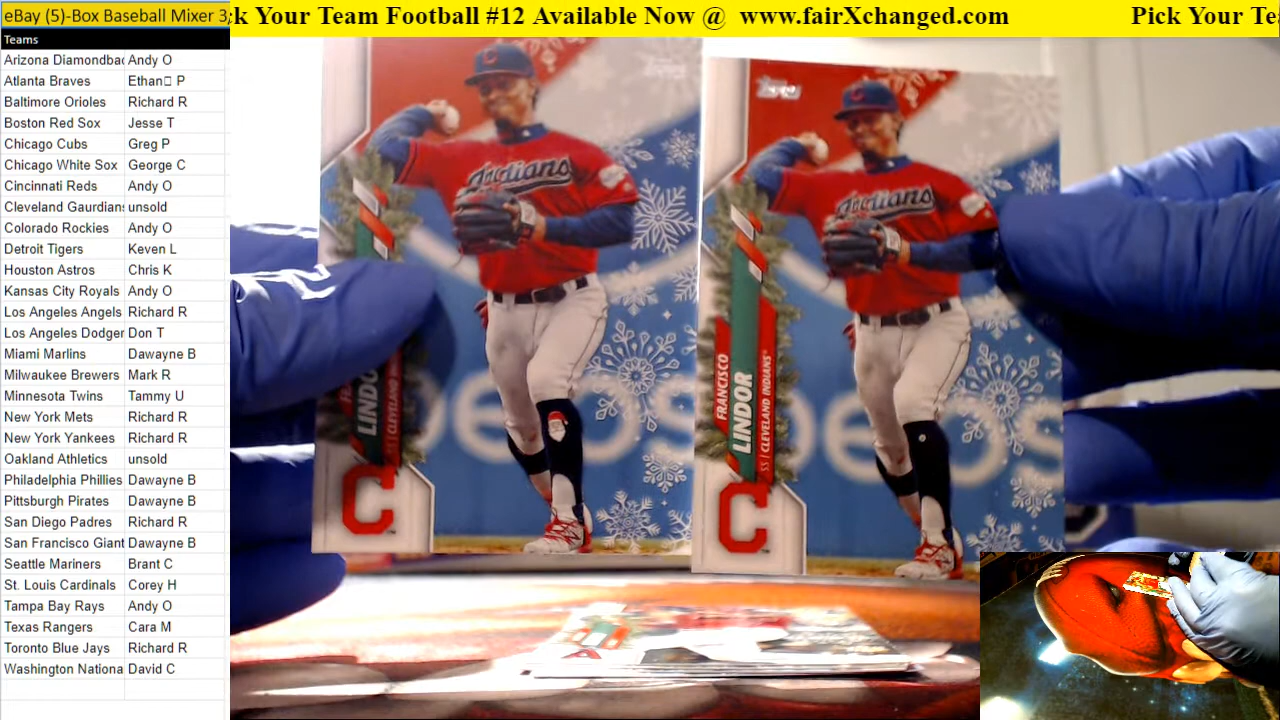 eBay (5)-Box Baseball Mixer 3
ck Your Team Football #12 Available Now @ www.fairXchanged.com Pick Your Te
Teams
Arizona Diamondbac Andy O
Atlanta Braves Ethan□ P
Baltimore Orioles Richard R
Boston Red Sox Jesse T
Chicago Cubs Greg P
Chicago White Sox George C
Cincinnati Reds Andy O
Cleveland Gaurdians unsold
Colorado Rockies Andy O
Detroit Tigers Keven L
Houston Astros Chris K
Kansas City Royals Andy O
Los Angeles Angels Richard R
Los Angeles Dodger Don T
Miami Marlins Dawayne B
Milwaukee Brewers Mark R
Minnesota Twins Tammy U
New York Mets Richard R
New York Yankees Richard R
Oakland Athletics unsold
Philadelphia Phillies Dawayne B
Pittsburgh Pirates Dawayne B
San Diego Padres Richard R
San Francisco Giant Dawayne B
Seattle Mariners Brant C
St. Louis Cardinals Corey H
Tampa Bay Rays Andy O
Texas Rangers Cara M
Toronto Blue Jays Richard R
Washington Nationa David C
Indians
LINDO
SS | CLEVELAND IN
C
Topps
Indians
FRANCISCO
LINDOR
SS | CLEVELAND INDIANS
C